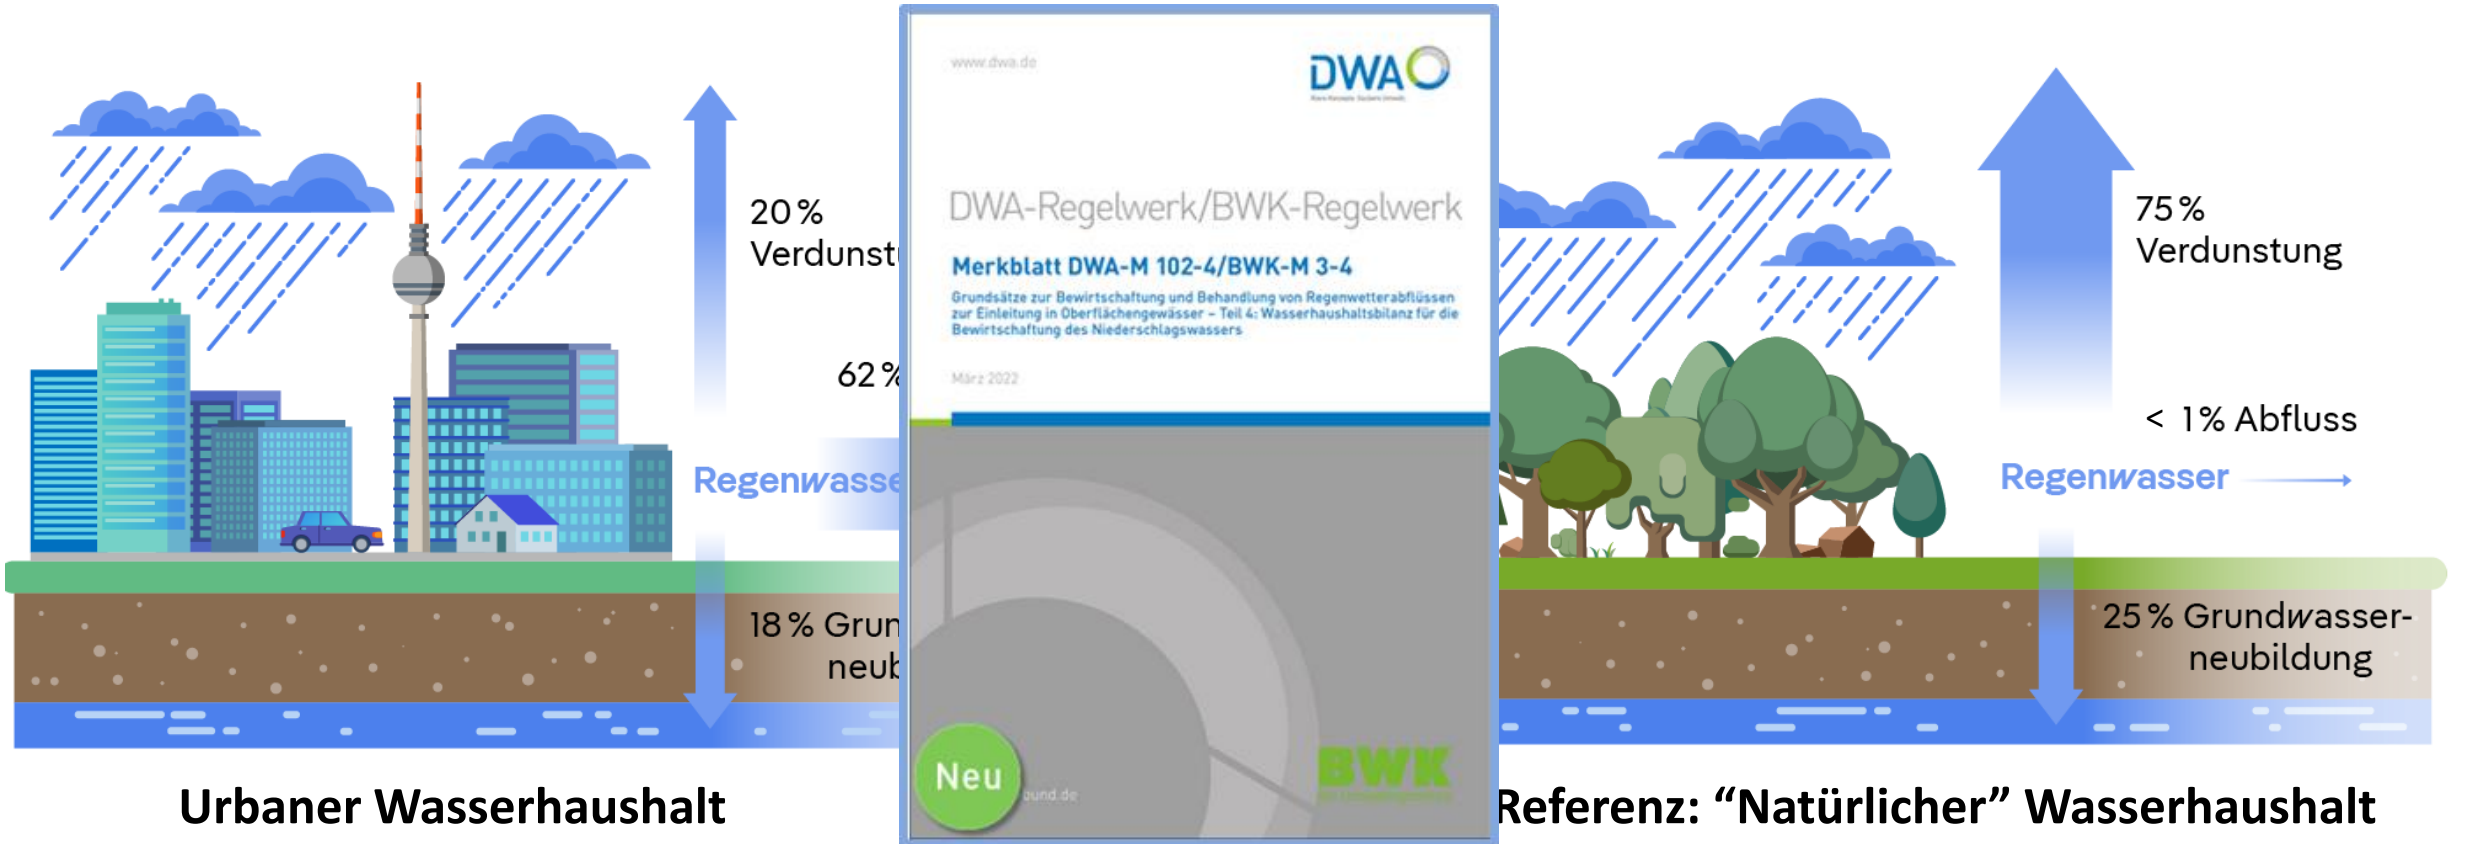 20 %
Verdunst
62 %
Regenwasse
18 % Grun
neub
Urbaner Wasserhaushalt
www.dwa.de
DWA
DWA-Regelwerk/BWK-Regelwerk
Merkblatt DWA-M 102-4/BWK-M 3-4
Grundsätze zur Bewirtschaftung und Behandlung von Regenwetterabflüssen
zur Einleitung in Oberflächengewässer – Teil 4: Wasserhaushaltsbilanz für die
Bewirtschaftung des Niederschlagswassers
März 2022
Neu
bund.de
BWK
75 %
Verdunstung
< 1% Abfluss
Regenwasser
25 % Grundwasser-
neubildung
Referenz: “Natürlicher” Wasserhaushalt